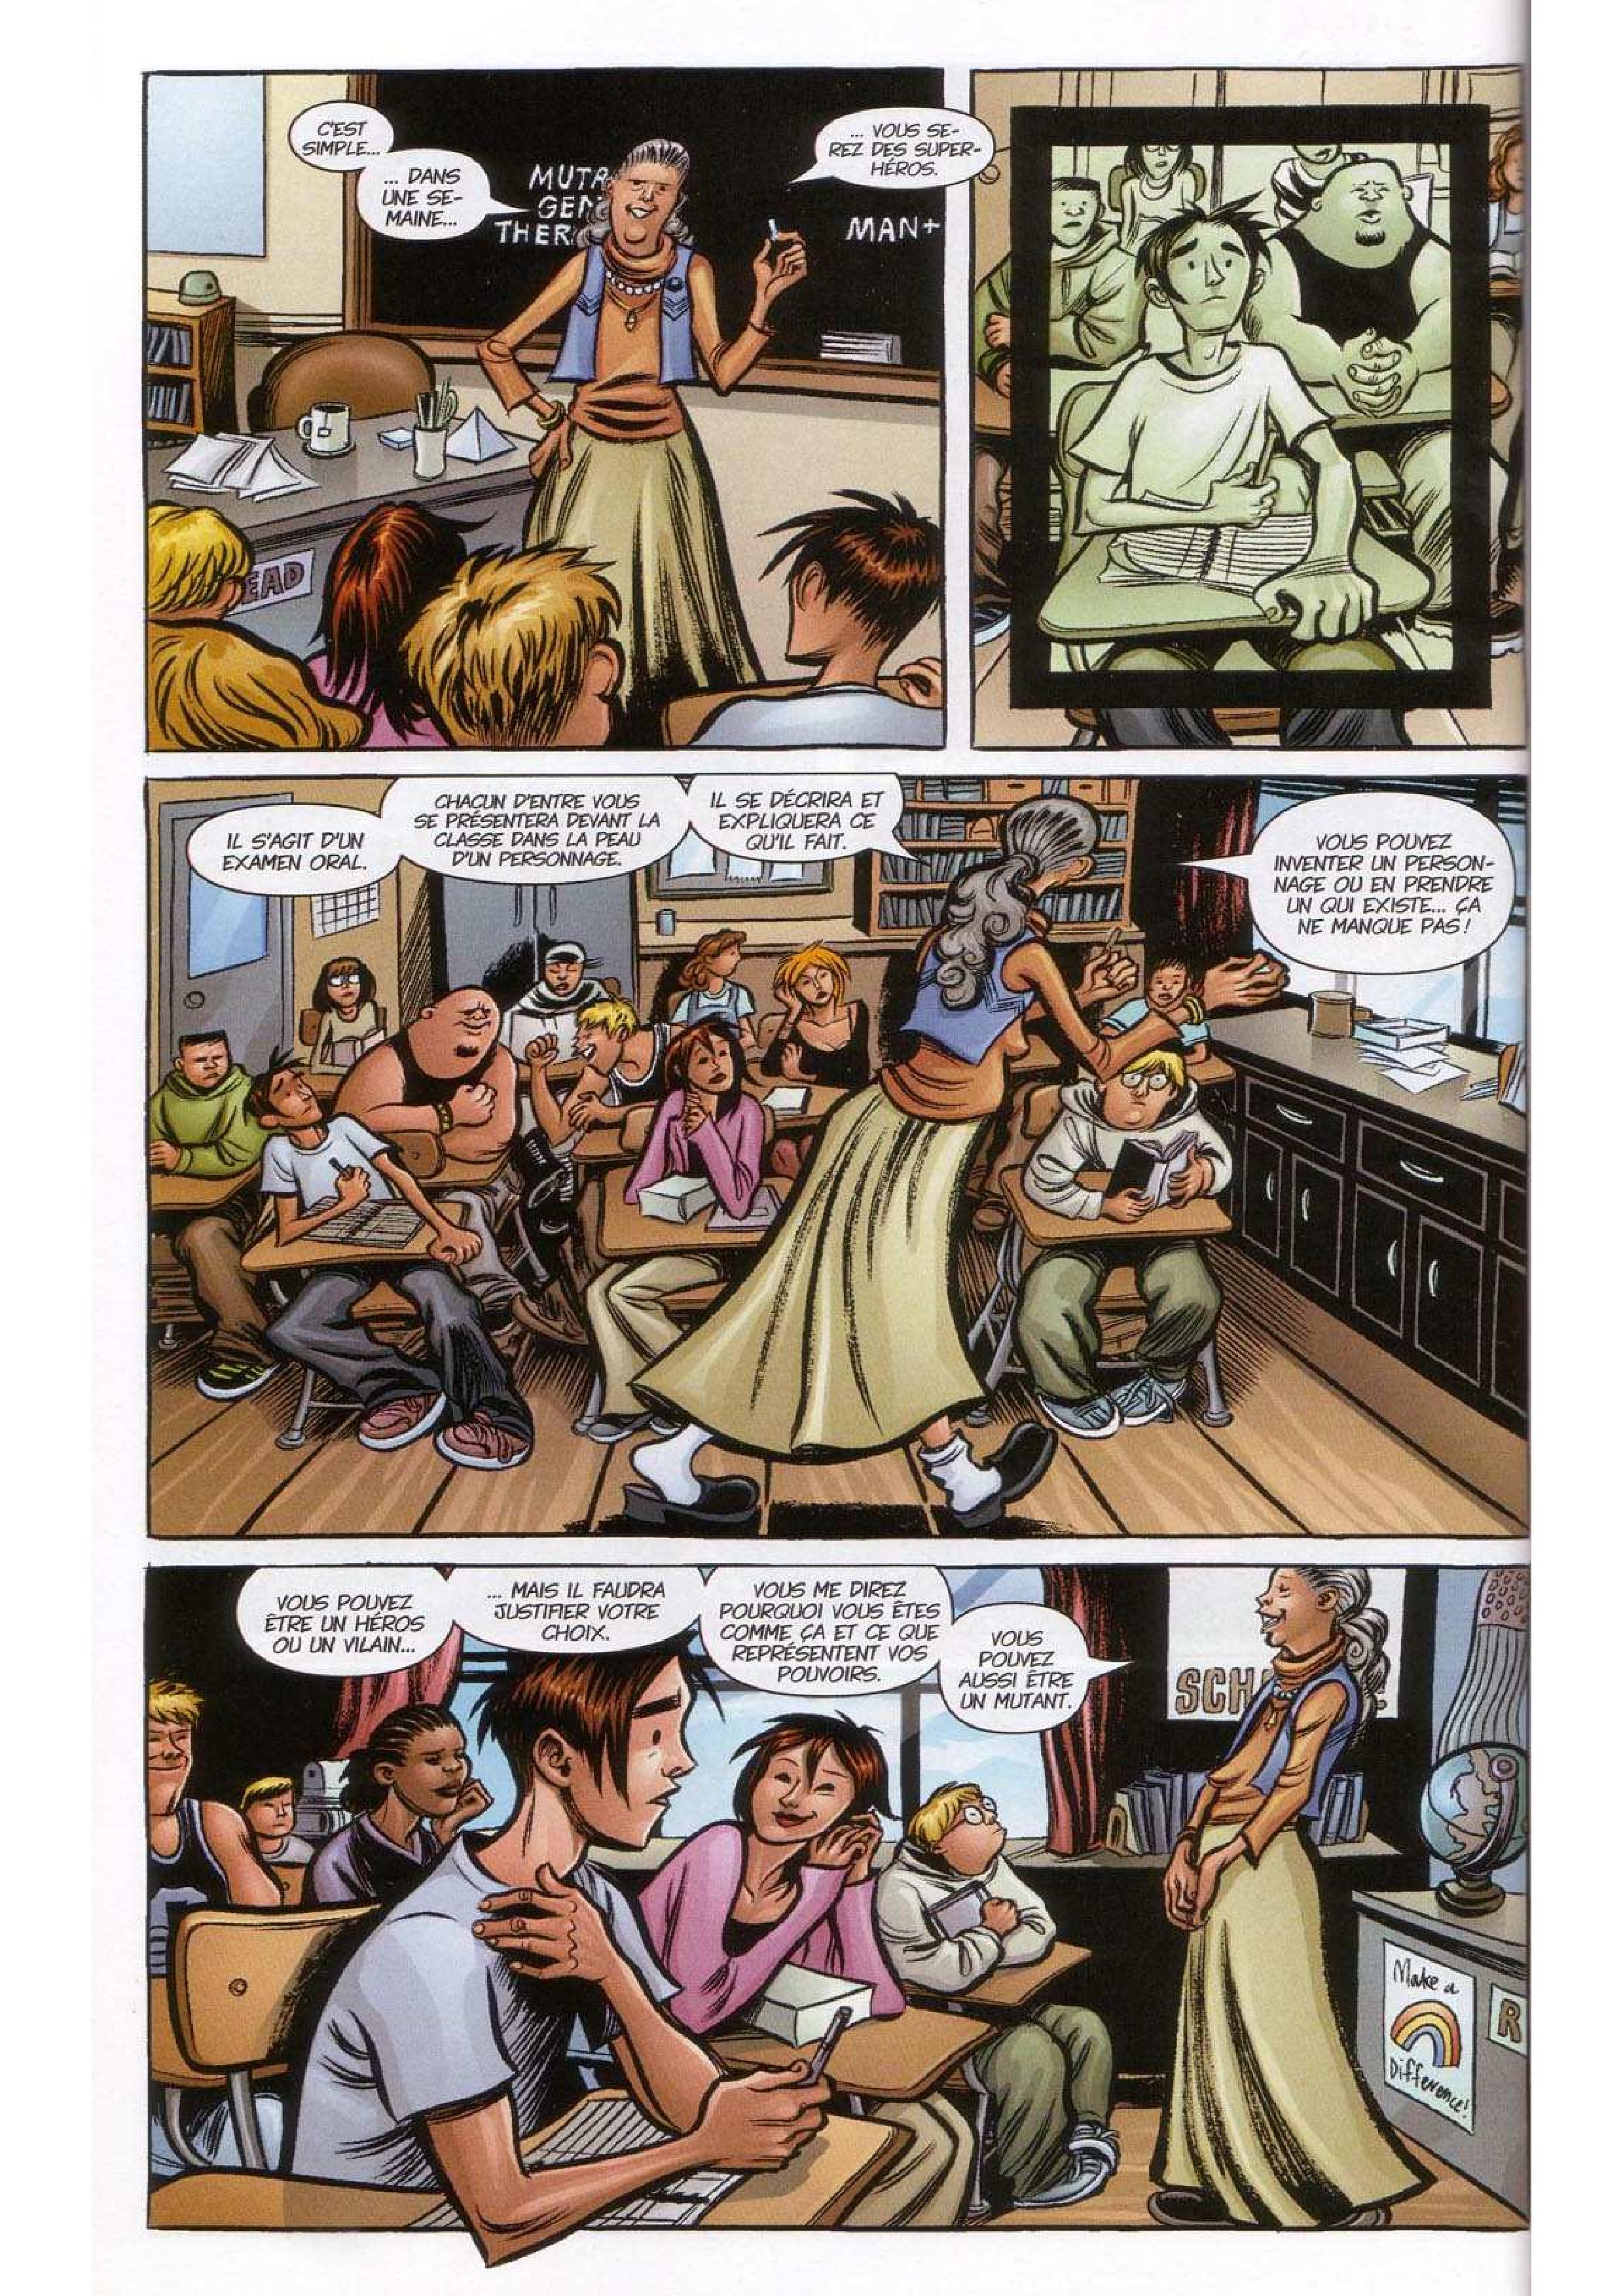 C'EST
SIMPLE...
... DANS
UNE SE-
MAINE...
... VOUS SE-
REZ DES SUPER-
HÉROS.
MUTA
GEN
THER
MAN+
EAD
IL S'AGIT D'UN
EXAMEN ORAL.
CHACUN D'ENTRE VOUS
SE PRÉSENTERA DEVANT LA
CLASSE DANS LA PEAU
D'UN PERSONNAGE.
IL SE DÉCRIRA ET
EXPLIQUERA CE
QU'IL FAIT.
VOUS POUVEZ
INVENTER UN PERSON-
NAGE OU EN PRENDRE
UN QUI EXISTE... ÇA
NE MANQUE PAS !
VOUS POUVEZ
ÊTRE UN HÉROS
OU UN VILAIN...
... MAIS IL FAUDRA
JUSTIFIER VOTRE
CHOIX.
VOUS ME DIREZ
POURQUOI VOUS ÊTES
COMME ÇA ET CE QUE
REPRÉSENTENT VOS
POUVOIRS.
VOUS
POUVEZ
AUSSI ÊTRE
UN MUTANT.
SCH
Make a
Difference!
R